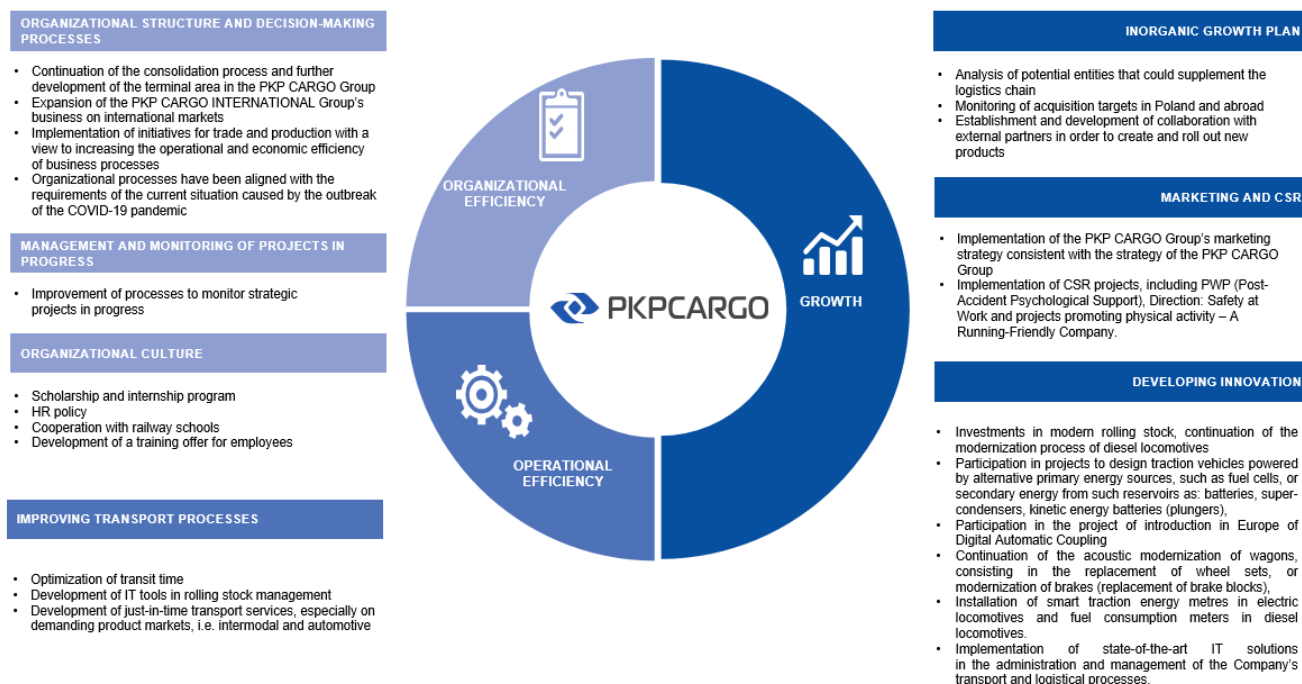 ORGANIZATIONAL STRUCTURE AND DECISION-MAKING
PROCESSES
• Continuation of the consolidation process and further
development of the terminal area in the PKP CARGO Group
• Expansion of the PKP CARGO INTERNATIONAL Group's
business on international markets
• Implementation of initiatives for trade and production with a
view to increasing the operational and economic efficiency
of business processes
• Organizational processes have been aligned with the
requirements of the current situation caused by the outbreak
of the COVID-19 pandemic
MANAGEMENT AND MONITORING OF PROJECTS IN
PROGRESS
• Improvement of processes to monitor strategic
projects in progress
ORGANIZATIONAL CULTURE
• Scholarship and internship program
• HR policy
• Cooperation with railway schools
• Development of a training offer for employees
IMPROVING TRANSPORT PROCESSES
• Optimization of transit time
• Development of IT tools in rolling stock management
• Development of just-in-time transport services, especially on
demanding product markets, i.e. intermodal and automotive
ORGANIZATIONAL
EFFICIENCY
OPERATIONAL
EFFICIENCY
PKPCARGO
GROWTH
INORGANIC GROWTH PLAN
• Analysis of potential entities that could supplement the
logistics chain
• Monitoring of acquisition targets in Poland and abroad
• Establishment and development of collaboration with
external partners in order to create and roll out new
products
MARKETING AND CSR
• Implementation of the PKP CARGO Group's marketing
strategy consistent with the strategy of the PKP CARGO
Group
• Implementation of CSR projects, including PWP (Post-
Accident Psychological Support), Direction: Safety at
Work and projects promoting physical activity – A
Running-Friendly Company.
DEVELOPING INNOVATION
• Investments in modern rolling stock, continuation of the
modernization process of diesel locomotives
• Participation in projects to design traction vehicles powered
by alternative primary energy sources, such as fuel cells, or
secondary energy from such reservoirs as: batteries, super-
condensers, kinetic energy batteries (plungers),
• Participation in the project of introduction in Europe of
Digital Automatic Coupling
• Continuation of the acoustic modernization of wagons,
consisting in the replacement of wheel sets, or
modernization of brakes (replacement of brake blocks),
• Installation of smart traction energy metres in electric
locomotives and fuel consumption meters in diesel
locomotives.
• Implementation of state-of-the-art IT solutions
in the administration and management of the Company's
transport and logistical processes.